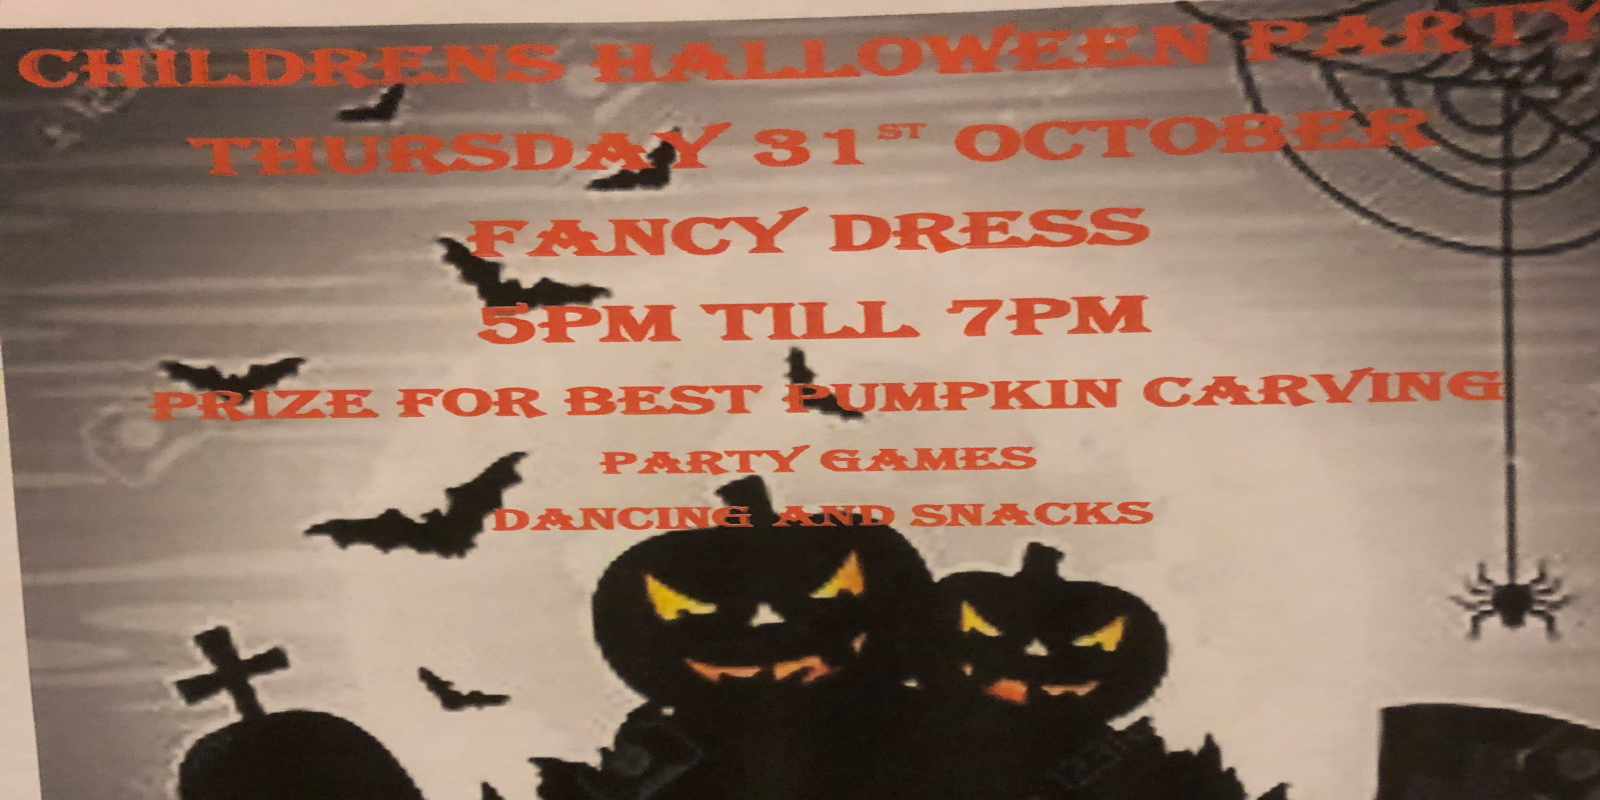 CHILDRENS HALLOWEEN PARTY
THURSDAY 31ST OCTOBER
FANCY DRESS
5PM TILL 7PM
PRIZE FOR BEST PUMPKIN CARVING
PARTY GAMES
DANCING AND SNACKS